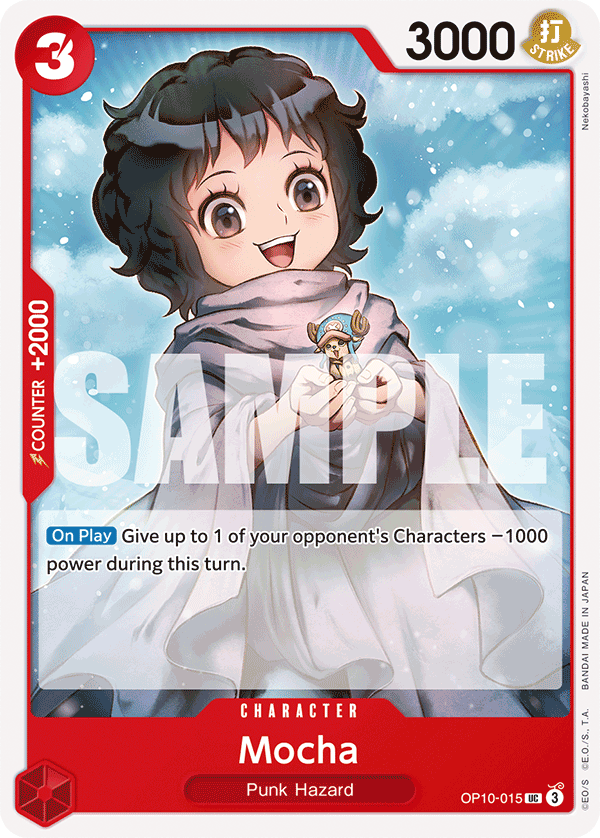 3
3000
打
STRIKE
Nekobayashi
COUNTER +2000
SAMPLE
On Play Give up to 1 of your opponent's Characters −1000
power during this turn.
CHARACTER
Mocha
Punk Hazard
OP10-015 UC 3
©E.O/S ©E.O./S., T.A. BANDAI MADE IN JAPAN